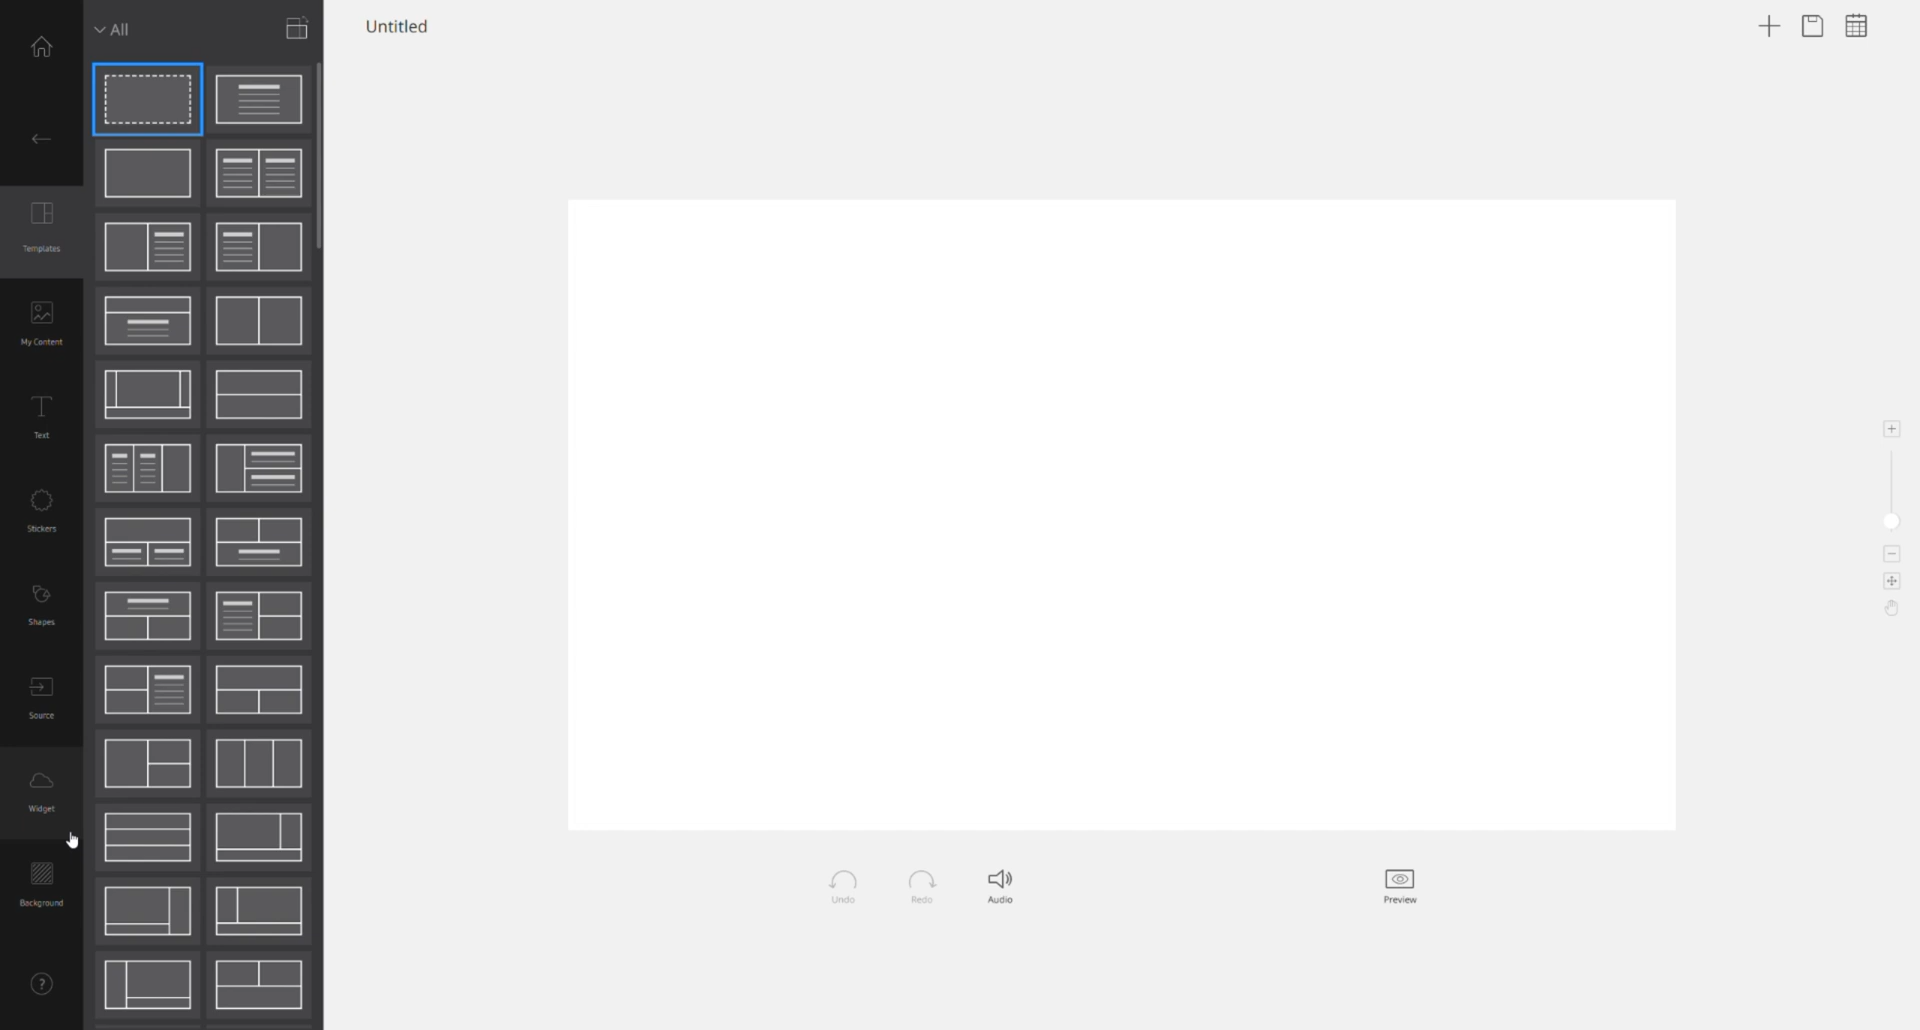 All
Untitled
Templates
My Content
Text
Stickers
Shapes
Source
Widget
Background
?
Undo
Redo
Audio
Preview